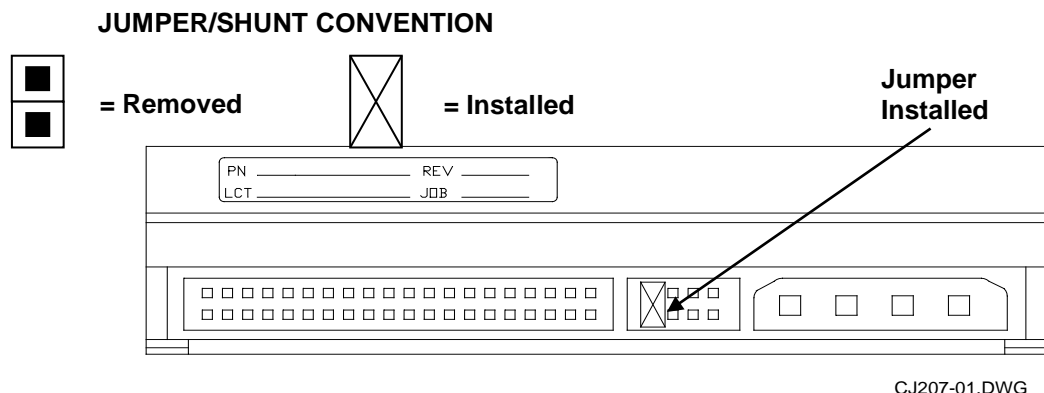 JUMPER/SHUNT CONVENTION
= Removed
= Installed
Jumper
Installed
PN REV
LCT JOB
CJ207-01.DWG